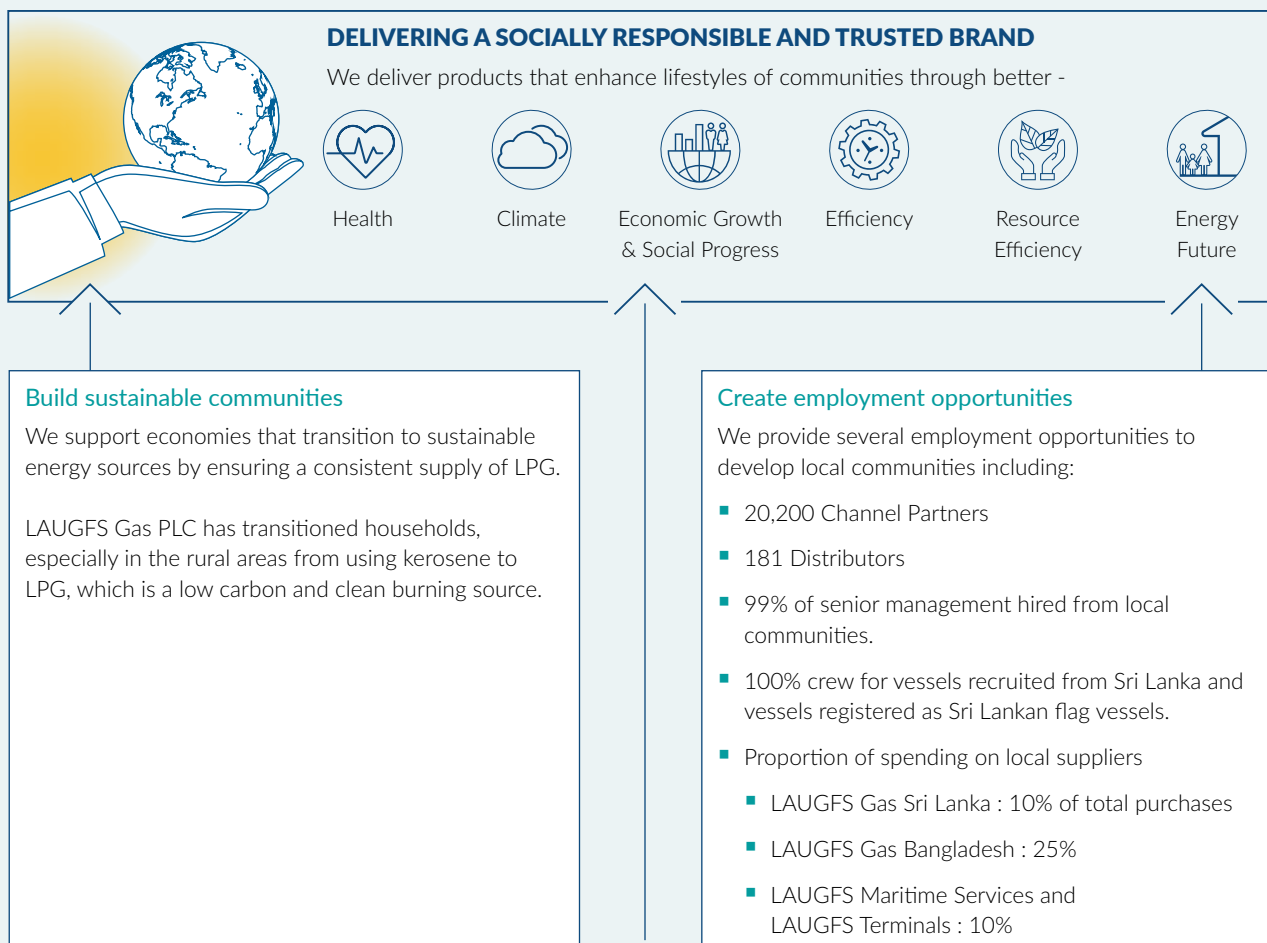 DELIVERING A SOCIALLY RESPONSIBLE AND TRUSTED BRAND
We deliver products that enhance lifestyles of communities through better -
Health
Climate
Economic Growth
& Social Progress
Efficiency
Resource
Efficiency
Energy
Future
Build sustainable communities
We support economies that transition to sustainable
energy sources by ensuring a consistent supply of LPG.
LAUGFS Gas PLC has transitioned households,
especially in the rural areas from using kerosene to
LPG, which is a low carbon and clean burning source.
Create employment opportunities
We provide several employment opportunities to
develop local communities including:
■ 20,200 Channel Partners
■ 181 Distributors
■ 99% of senior management hired from local
communities.
■ 100% crew for vessels recruited from Sri Lanka and
vessels registered as Sri Lankan flag vessels.
■ Proportion of spending on local suppliers
■ LAUGFS Gas Sri Lanka : 10% of total purchases
■ LAUGFS Gas Bangladesh : 25%
■ LAUGFS Maritime Services and
LAUGFS Terminals : 10%